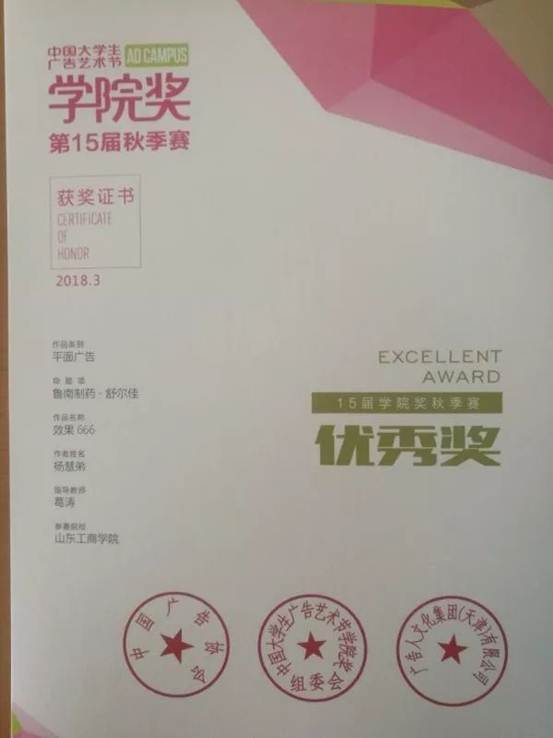 中国大学生
广告艺术节 AD CAMPUS
学院奖
第15届秋季赛
获奖证书
CERTIFICATE
OF
HONOR
2018.3
作品类别
平面广告
命题项
鲁南制药·舒尔佳
作品名称
效果 666
作者姓名
杨慧弟
指导教师
葛涛
参赛院校
山东工商学院
EXCELLENT
AWARD
15届学院奖秋季赛
优秀奖
中国广告协会
中国大学生广告艺术节学院奖
组委会
广告人文化集团(天津)有限公司